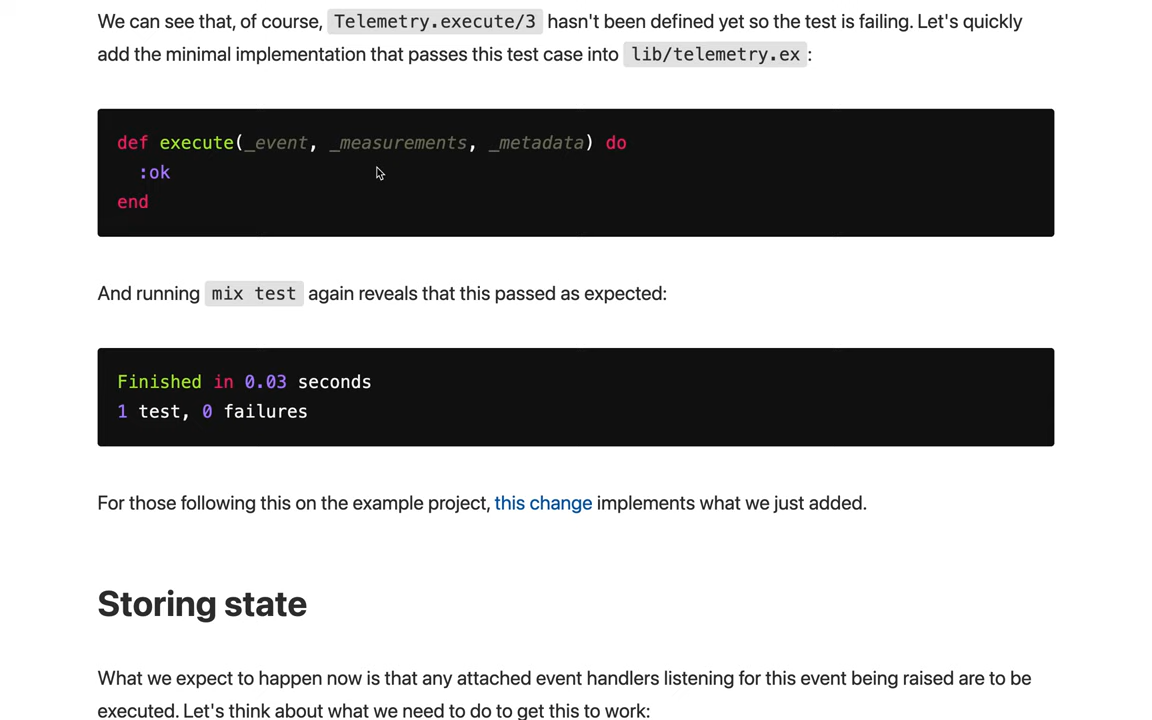 We can see that, of course, Telemetry.execute/3 hasn't been defined yet so the test is failing. Let's quickly
add the minimal implementation that passes this test case into lib/telemetry.ex:
def execute(_event, _measurements, _metadata) do
  :ok
end
And running mix test again reveals that this passed as expected:
Finished in 0.03 seconds
1 test, 0 failures
For those following this on the example project, this change implements what we just added.
Storing state
What we expect to happen now is that any attached event handlers listening for this event being raised are to be
executed. Let's think about what we need to do to get this to work: